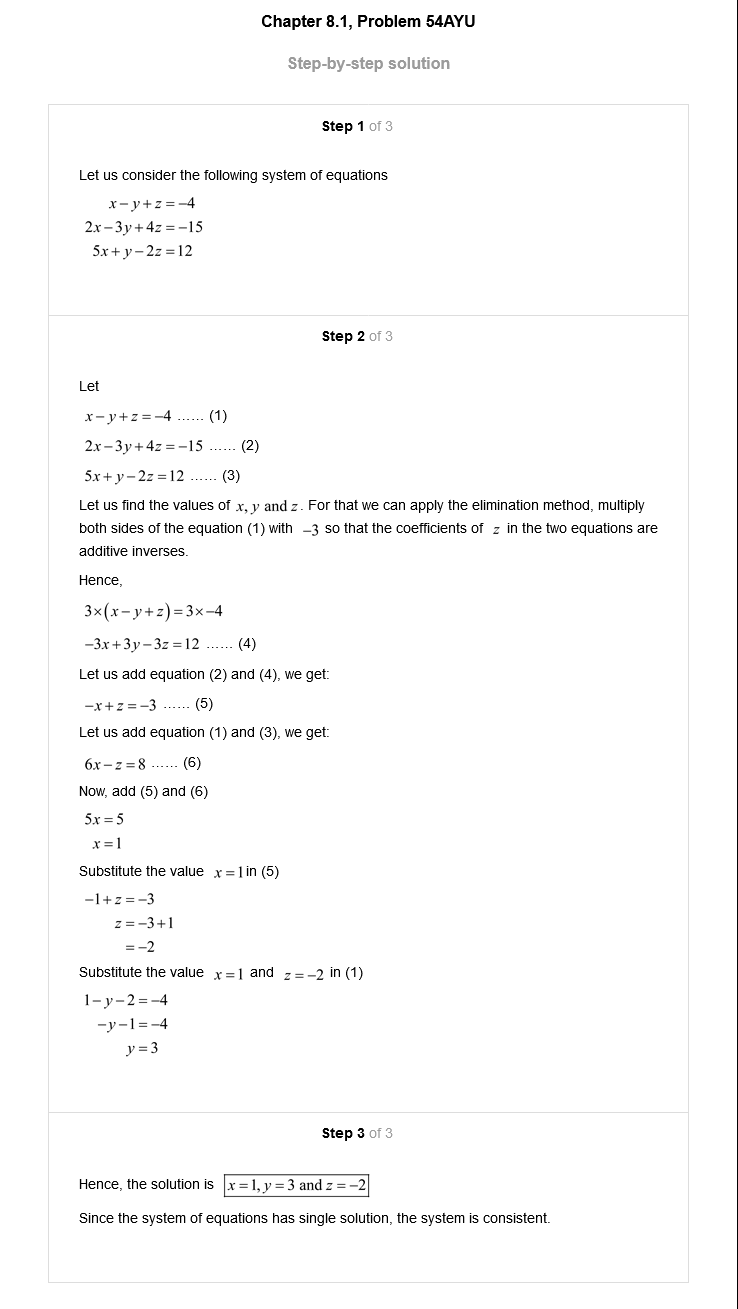 Chapter 8.1, Problem 54AYU
Step-by-step solution
Step 1 of 3
Let us consider the following system of equations
x−y+z=−4
2x−3y+4z=−15
5x+y−2z=12
Step 2 of 3
Let
x−y+z=−4 ...... (1)
2x−3y+4z=−15 ...... (2)
5x+y−2z=12 ...... (3)
Let us find the values of x, y and z. For that we can apply the elimination method, multiply
both sides of the equation (1) with −3 so that the coefficients of z in the two equations are
additive inverses.
Hence,
3×(x−y+z)=3×−4
−3x+3y−3z=12 ...... (4)
Let us add equation (2) and (4), we get:
−x+z=−3 ...... (5)
Let us add equation (1) and (3), we get:
6x−z=8 ...... (6)
Now, add (5) and (6)
5x=5
x=1
Substitute the value x=1 in (5)
−1+z=−3
z=−3+1
=−2
Substitute the value x=1 and z=−2 in (1)
1−y−2=−4
−y−1=−4
y=3
Step 3 of 3
Hence, the solution is x=1, y=3 and z=−2
Since the system of equations has single solution, the system is consistent.